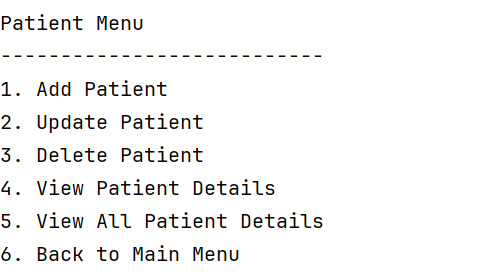 Patient Menu
---------------------------
1. Add Patient
2. Update Patient
3. Delete Patient
4. View Patient Details
5. View All Patient Details
6. Back to Main Menu